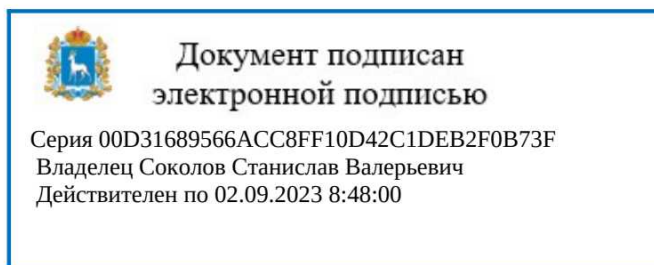 Документ подписан
электронной подписью
Серия 00D31689566ACC8FF10D42C1DEB2F0B73F
Владелец Соколов Станислав Валерьевич
Действителен по 02.09.2023 8:48:00